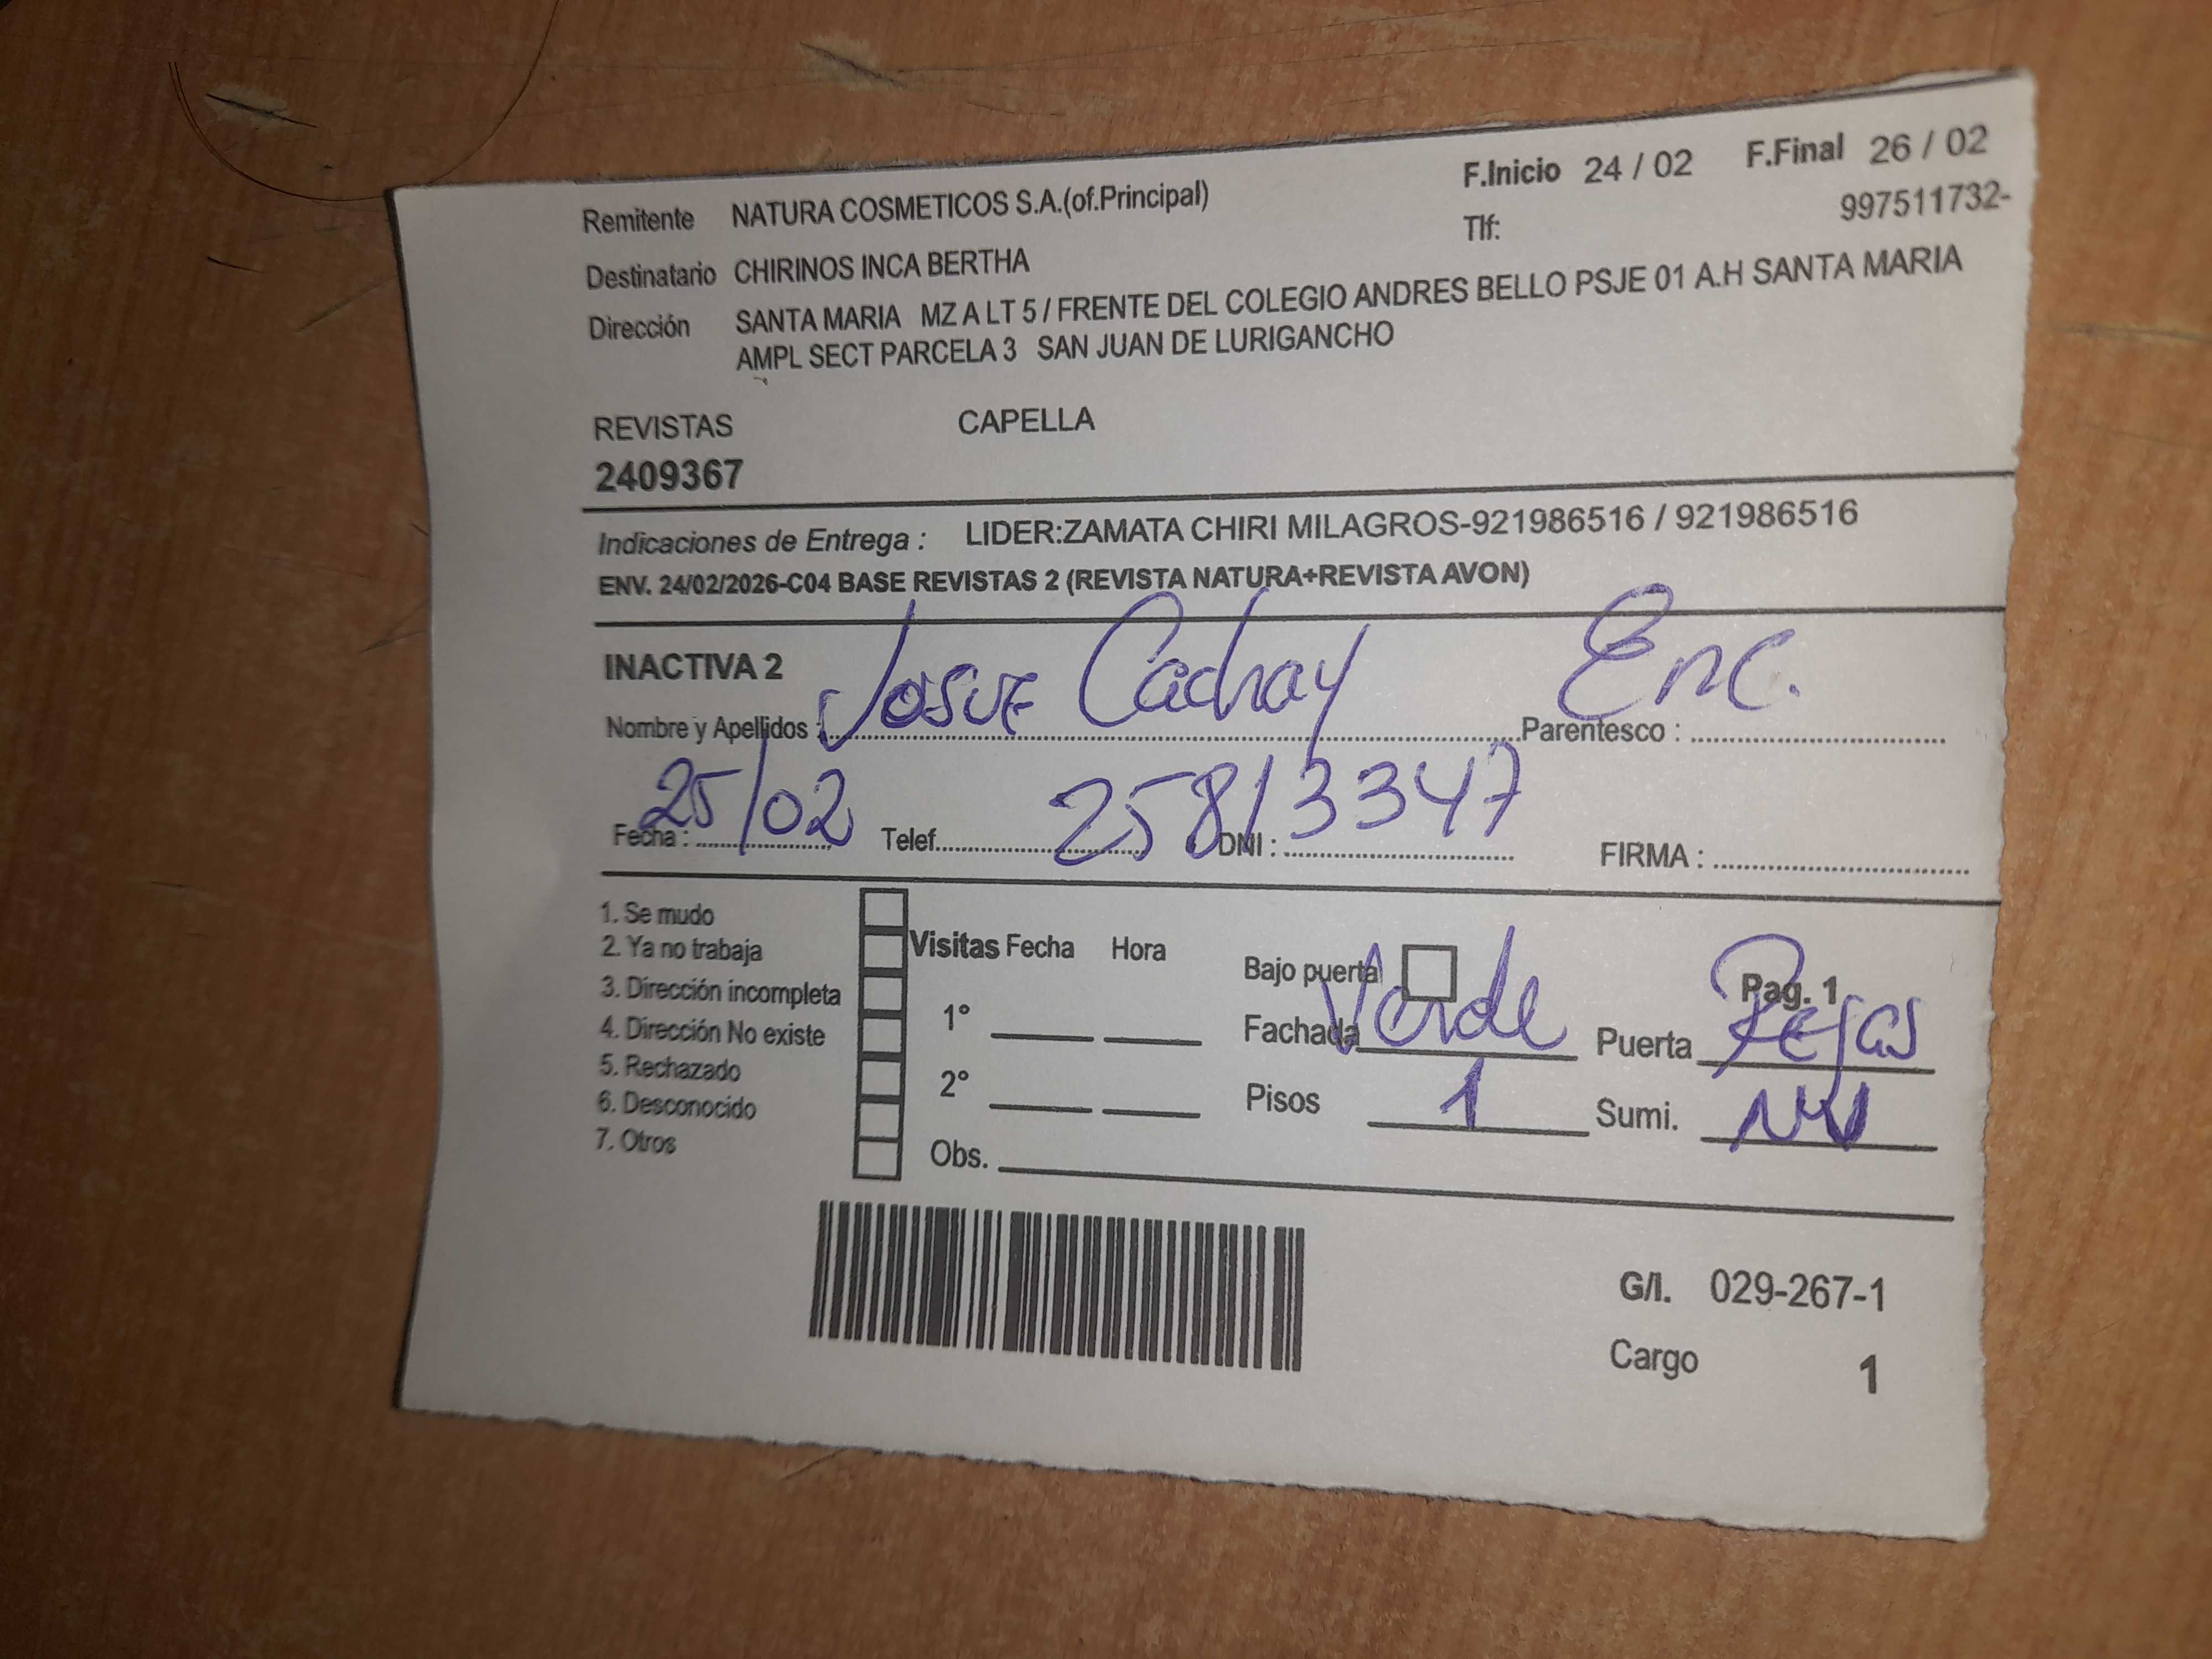 F.Inicio 24 / 02 F.Final 26 / 02
Remitente NATURA COSMETICOS S.A.(of.Principal)
Tlf: 997511732-
Destinatario CHIRINOS INCA BERTHA
Dirección SANTA MARIA MZ A LT 5 / FRENTE DEL COLEGIO ANDRES BELLO PSJE 01 A.H SANTA MARIA
AMPL SECT PARCELA 3 SAN JUAN DE LURIGANCHO
REVISTAS CAPELLA
2409367
Indicaciones de Entrega : LIDER:ZAMATA CHIRI MILAGROS-921986516 / 921986516
ENV. 24/02/2026-C04 BASE REVISTAS 2 (REVISTA NATURA+REVISTA AVON)
INACTIVA 2
Nombre y Apellidos : Josue Cachay Parentesco : Enc.
Fecha : 25/02 Telef. DNI : 25813347 FIRMA :
1. Se mudo
2. Ya no trabaja
3. Dirección incompleta
4. Dirección No existe
5. Rechazado
6. Desconocido
7. Otros
Visitas Fecha Hora
1°
2°
Obs.
Bajo puerta Pag. 1
Fachada Verde Puerta Rejas
Pisos 1 Sumi.
G/I. 029-267-1
Cargo 1